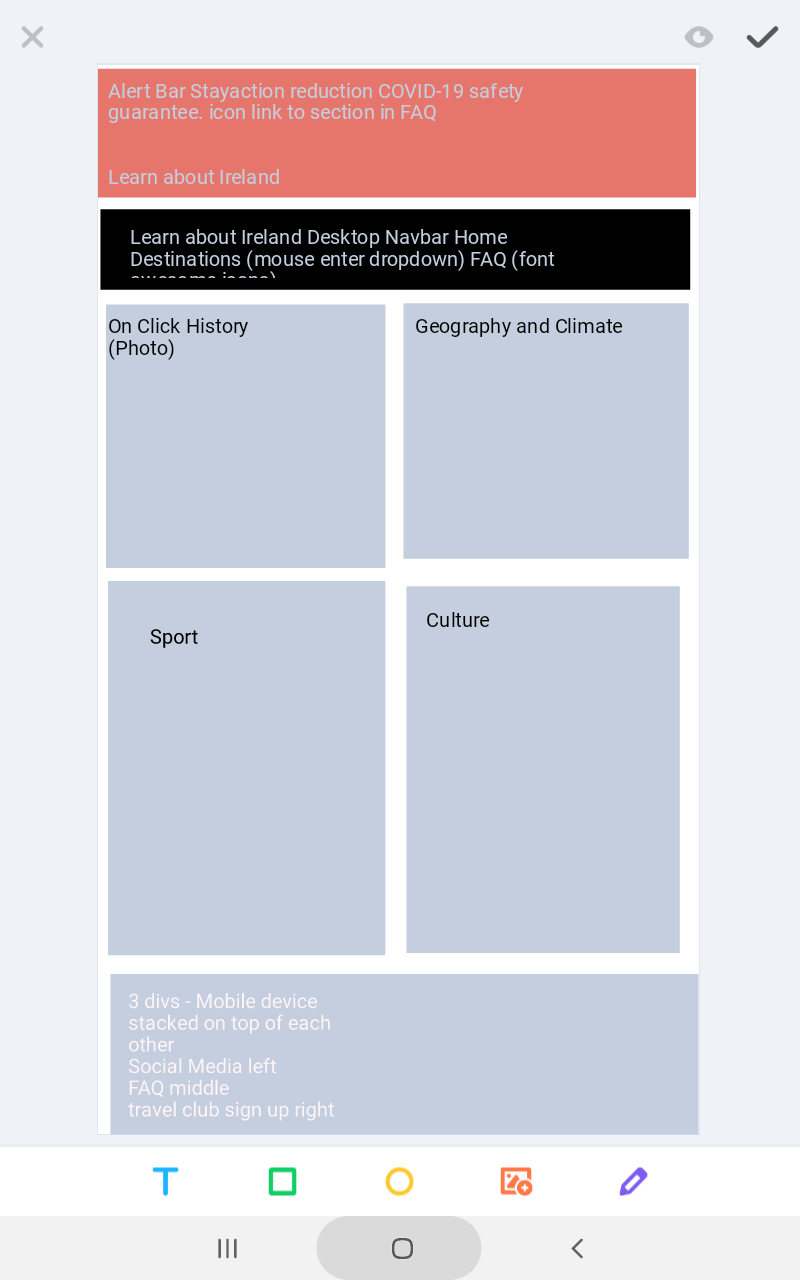 Alert Bar Stayaction reduction COVID-19 safety
guarantee. icon link to section in FAQ
Learn about Ireland
Learn about Ireland Desktop Navbar Home
Destinations (mouse enter dropdown) FAQ (font
awesome icons)
On Click History
(Photo)
Geography and Climate
Sport
Culture
3 divs - Mobile device
stacked on top of each
other
Social Media left
FAQ middle
travel club sign up right